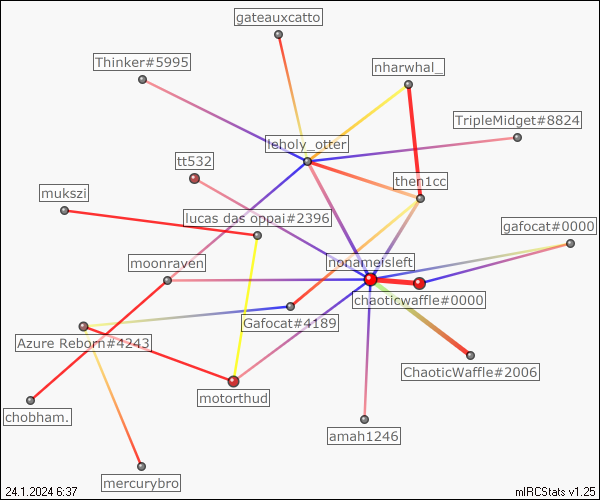 gateauxcatto
Thinker#5995
nharwhal_
TripleMidget#8824
leholy_otter
tt532
then1cc
mukszi
lucas das oppai#2396
gafocat#0000
moonraven
nonameisleft
chaoticwaffle#0000
Gafocat#4189
Azure Reborn#4243
ChaoticWaffle#2006
motorthud
chobham.
amah1246
mercurybro
24.1.2024 6:37
mIRCStats v1.25